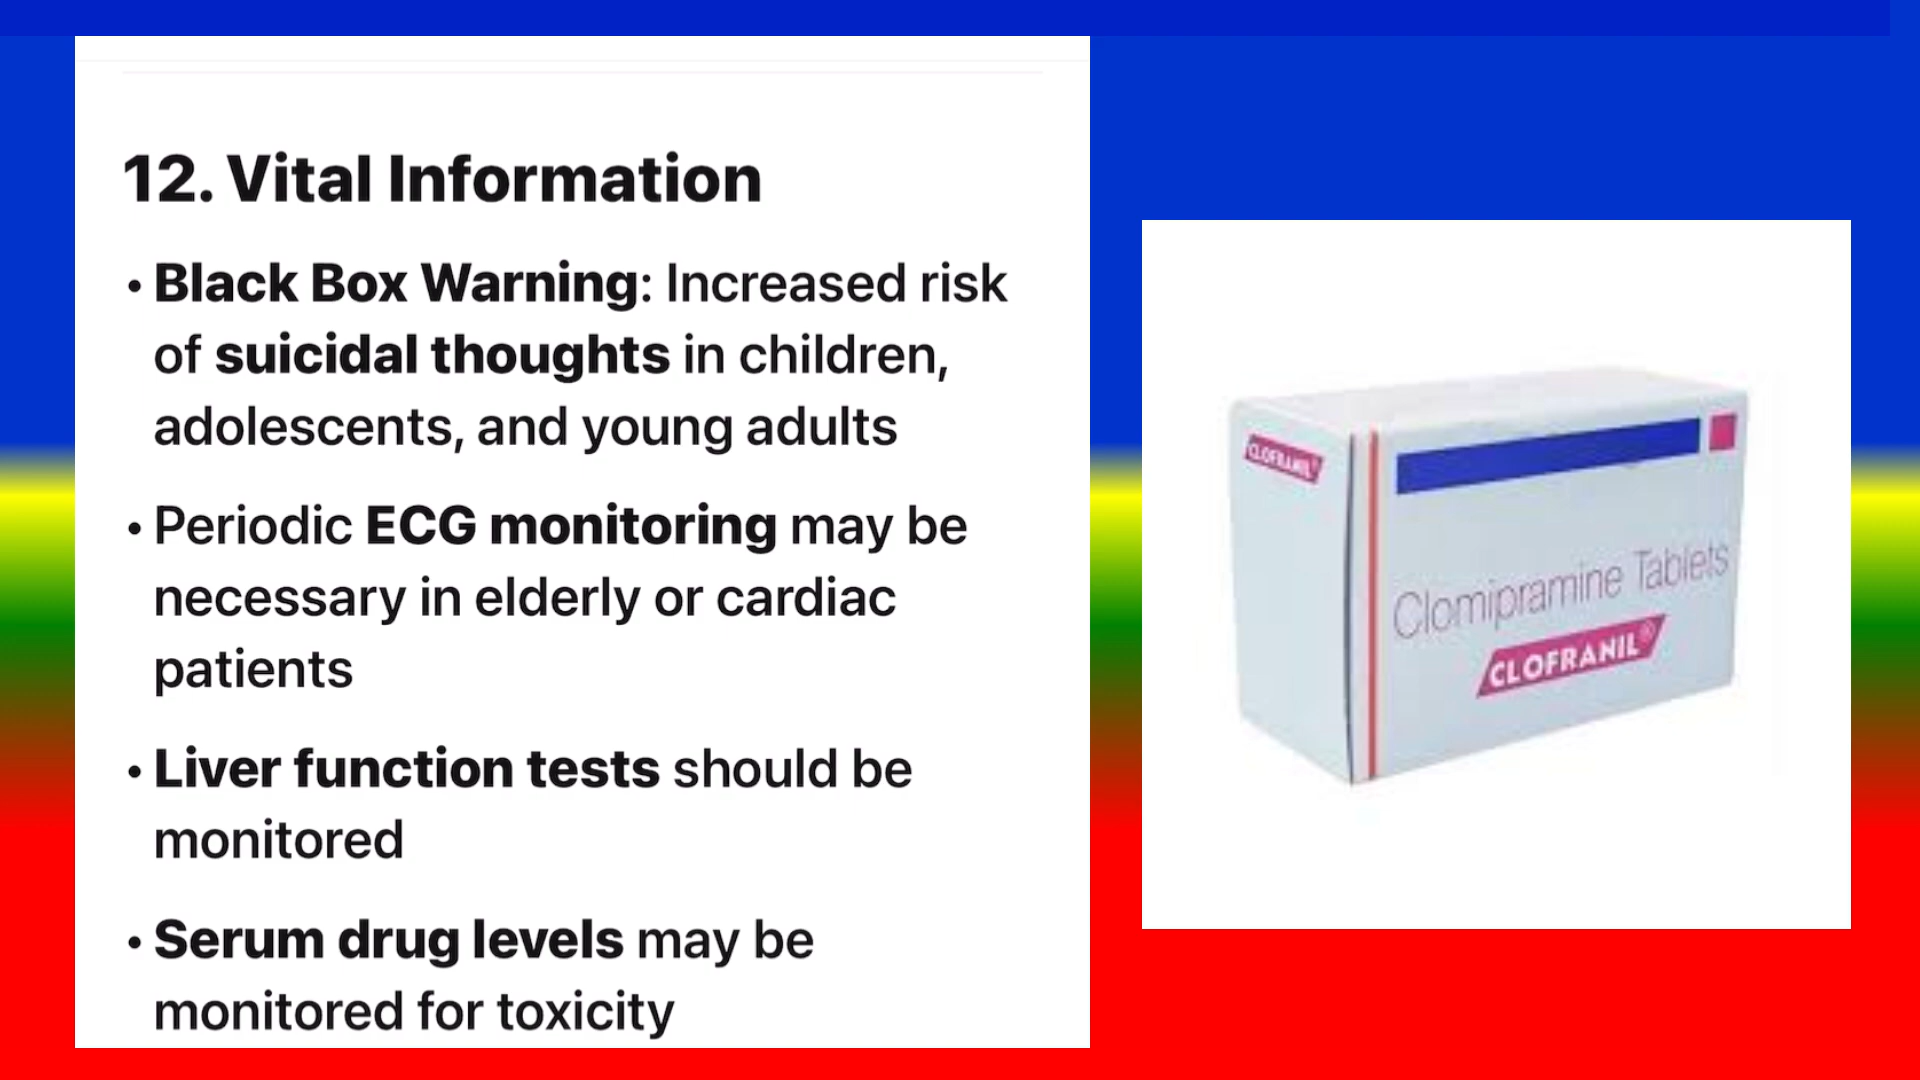 12. Vital Information
• Black Box Warning: Increased risk
of suicidal thoughts in children,
adolescents, and young adults
• Periodic ECG monitoring may be
necessary in elderly or cardiac
patients
• Liver function tests should be
monitored
• Serum drug levels may be
monitored for toxicity
CLOFRANIL®
Clomipramine Tablets
CLOFRANIL®